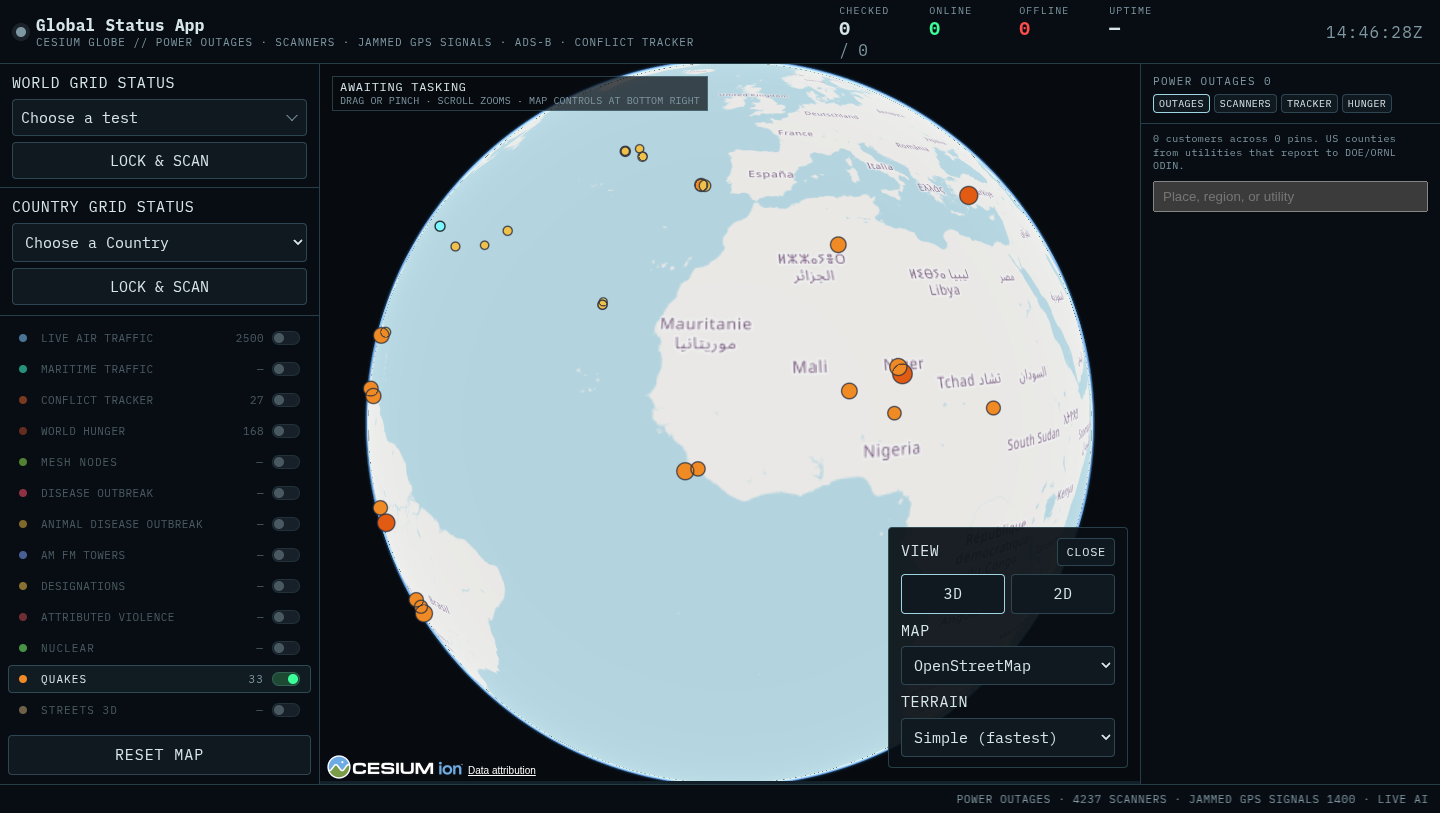 Global Status App
CESIUM GLOBE // POWER OUTAGES · SCANNERS · JAMMED GPS SIGNALS · ADS-B · CONFLICT TRACKER
CHECKED
0 / 0
ONLINE
0
OFFLINE
0
UPTIME
—
14:46:28Z
WORLD GRID STATUS
Choose a test
LOCK & SCAN
COUNTRY GRID STATUS
Choose a Country
LOCK & SCAN
LIVE AIR TRAFFIC 2500
MARITIME TRAFFIC —
CONFLICT TRACKER 27
WORLD HUNGER 168
MESH NODES —
DISEASE OUTBREAK —
ANIMAL DISEASE OUTBREAK —
AM FM TOWERS —
DESIGNATIONS —
ATTRIBUTED VIOLENCE —
NUCLEAR —
QUAKES 33
STREETS 3D —
RESET MAP
AWAITING TASKING
DRAG OR PINCH · SCROLL ZOOMS · MAP CONTROLS AT BOTTOM RIGHT
Deutschland
France
România
España
Italia
ⵍⵣⵣⴰⵢⴻⵔ
الجزائر
ليبيا
Libya
مصر
Mauritanie
موريتانيا
Mali
Niger
Tchad تشاد
السودان
South Sudan
Nigeria
Kenya
Brasil
VIEW
CLOSE
3D
2D
MAP
OpenStreetMap
TERRAIN
Simple (fastest)
CESIUM ion
Data attribution
POWER OUTAGES 0
OUTAGES
SCANNERS
TRACKER
HUNGER
0 customers across 0 pins. US counties
from utilities that report to DOE/ORNL
ODIN.
Place, region, or utility
POWER OUTAGES · 4237 SCANNERS · JAMMED GPS SIGNALS 1400 · LIVE AI